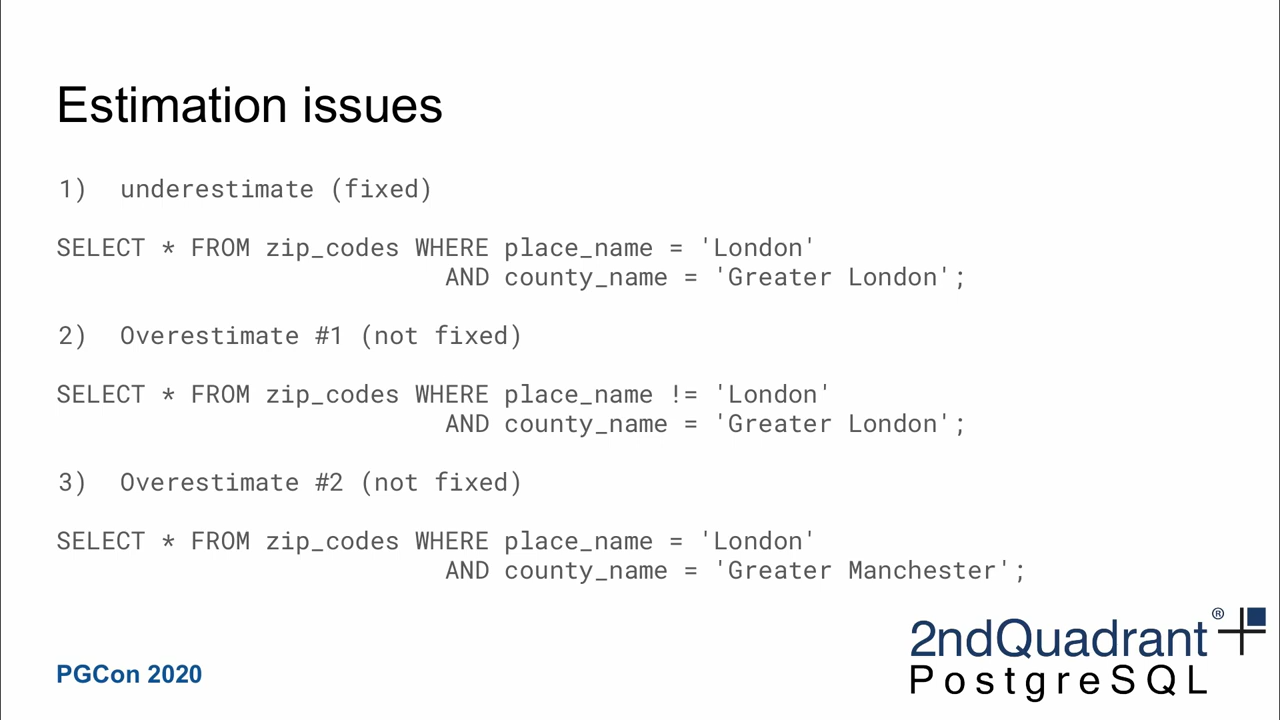 Estimation issues
1) underestimate (fixed)
SELECT * FROM zip_codes WHERE place_name = 'London'
AND county_name = 'Greater London';
2) Overestimate #1 (not fixed)
SELECT * FROM zip_codes WHERE place_name != 'London'
AND county_name = 'Greater London';
3) Overestimate #2 (not fixed)
SELECT * FROM zip_codes WHERE place_name = 'London'
AND county_name = 'Greater Manchester';
PGCon 2020
2ndQuadrant®
PostgreSQL